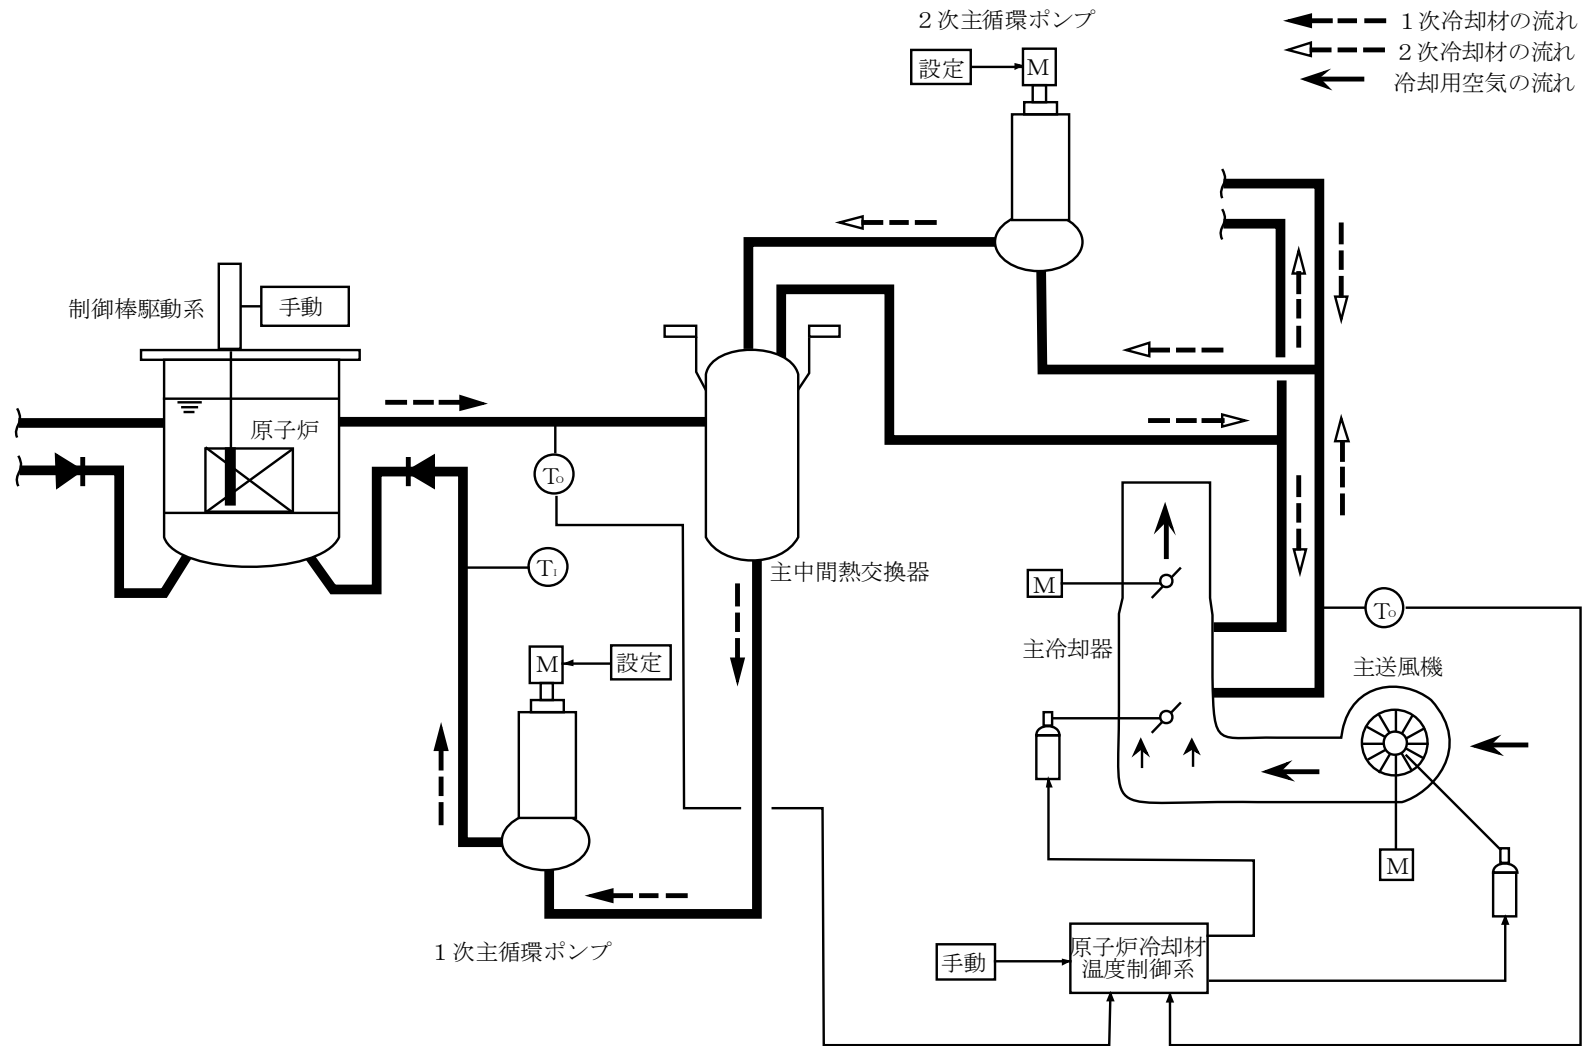 ２次主循環ポンプ
１次冷却材の流れ
２次冷却材の流れ
冷却用空気の流れ
設定
M
制御棒駆動系
手動
原子炉
To
TI
主中間熱交換器
M
主冷却器
To
主送風機
M
設定
M
１次主循環ポンプ
手動
原子炉冷却材
温度制御系